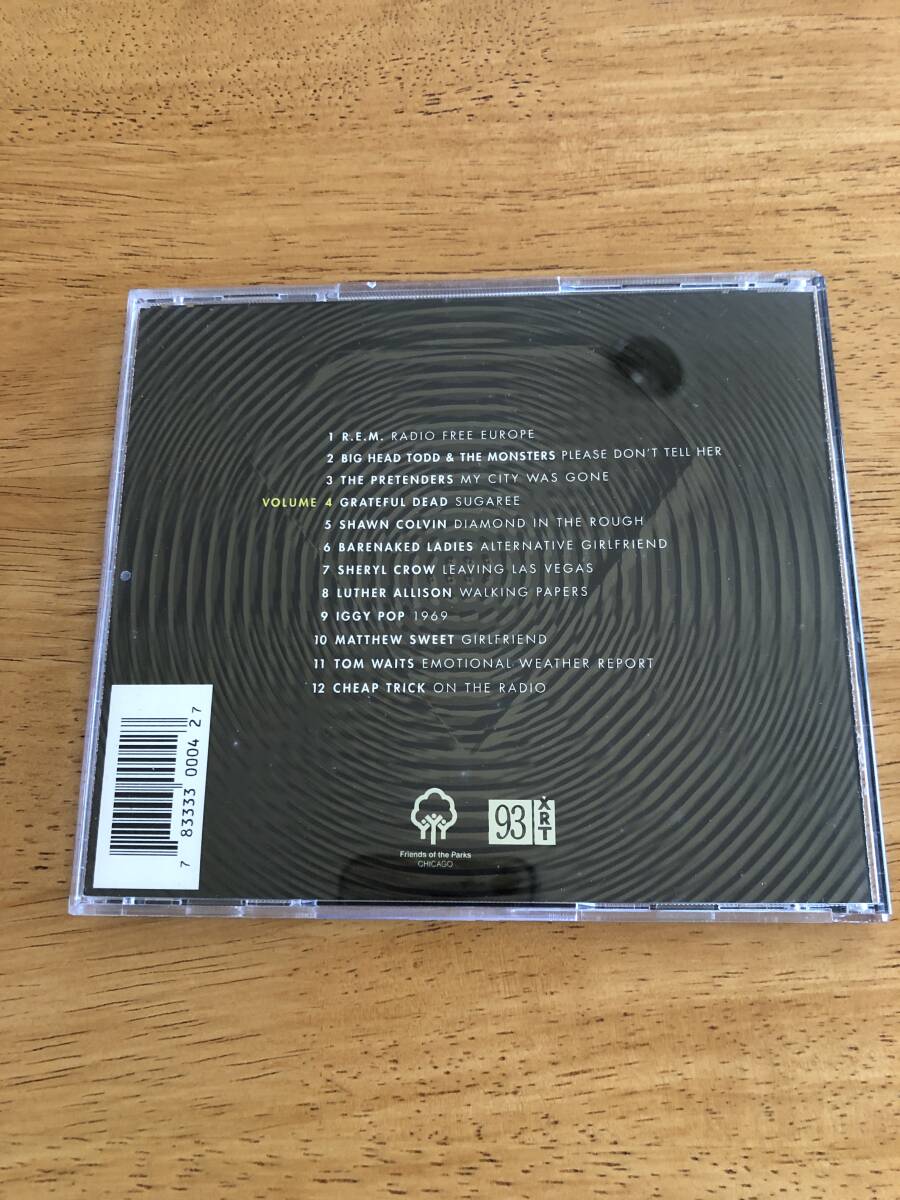 1 R.E.M. RADIO FREE EUROPE
2 BIG HEAD TODD & THE MONSTERS PLEASE DON'T TELL HER
3 THE PRETENDERS MY CITY WAS GONE
VOLUME 4 GRATEFUL DEAD SUGAREE
5 SHAWN COLVIN DIAMOND IN THE ROUGH
6 BARENAKED LADIES ALTERNATIVE GIRLFRIEND
7 SHERYL CROW LEAVING LAS VEGAS
8 LUTHER ALLISON WALKING PAPERS
9 IGGY POP 1969
10 MATTHEW SWEET GIRLFRIEND
11 TOM WAITS EMOTIONAL WEATHER REPORT
12 CHEAP TRICK ON THE RADIO
7 83333 0004 2 7
Friends of the Parks
CHICAGO
93 XRT